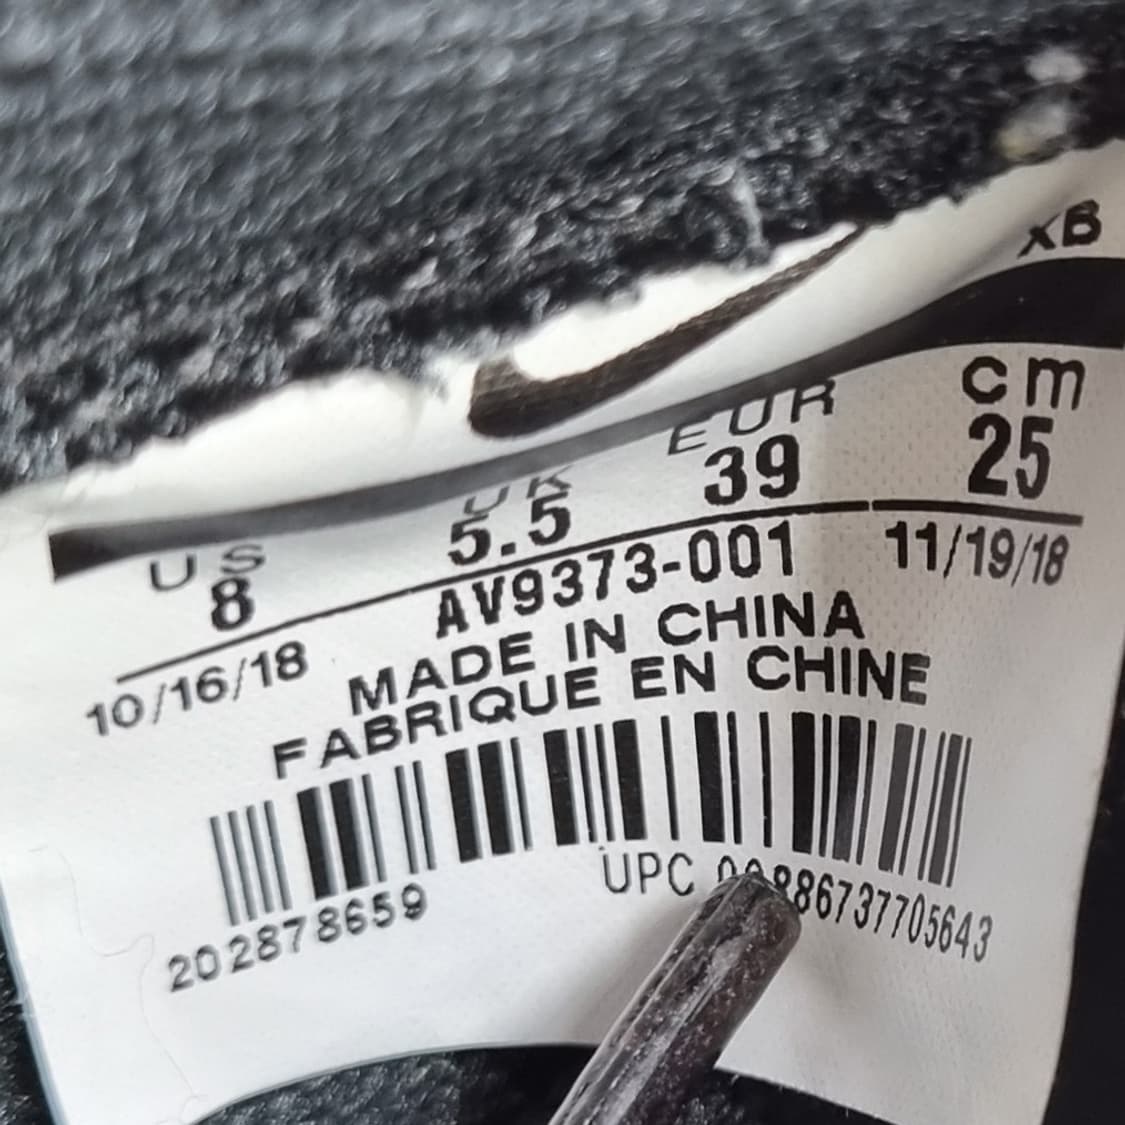 XB
US UK EUR cm
8 5.5 39 25
10/16/18 AV9373-001 11/19/18
MADE IN CHINA
FABRIQUE EN CHINE
202878659
UPC